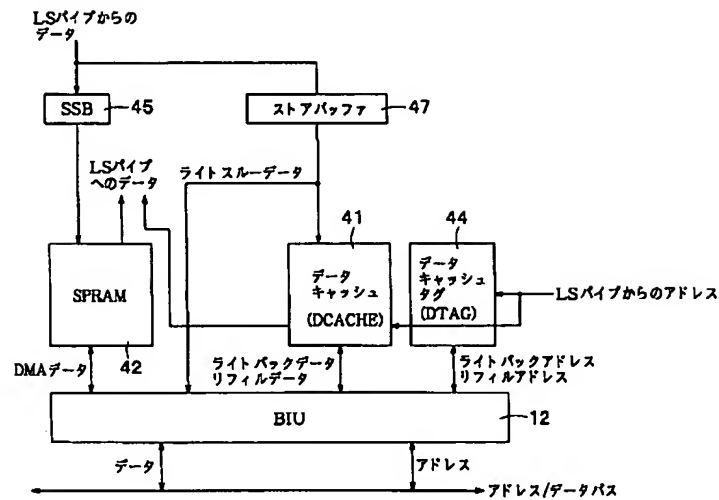 LSパイプからの
データ
SSB
45
ストアバッファ
47
LSパイプ
へのデータ
ライトスルーデータ
41
44
SPRAM
データ
キャッシュ
(DCACHE)
データ
キャッシュ
タグ
(DTAG)
LSパイプからのアドレス
42
DMAデータ
ライトバックデータ
リフィルデータ
ライトバックアドレス
リフィルアドレス
BIU
12
データ
アドレス
アドレス/データバス